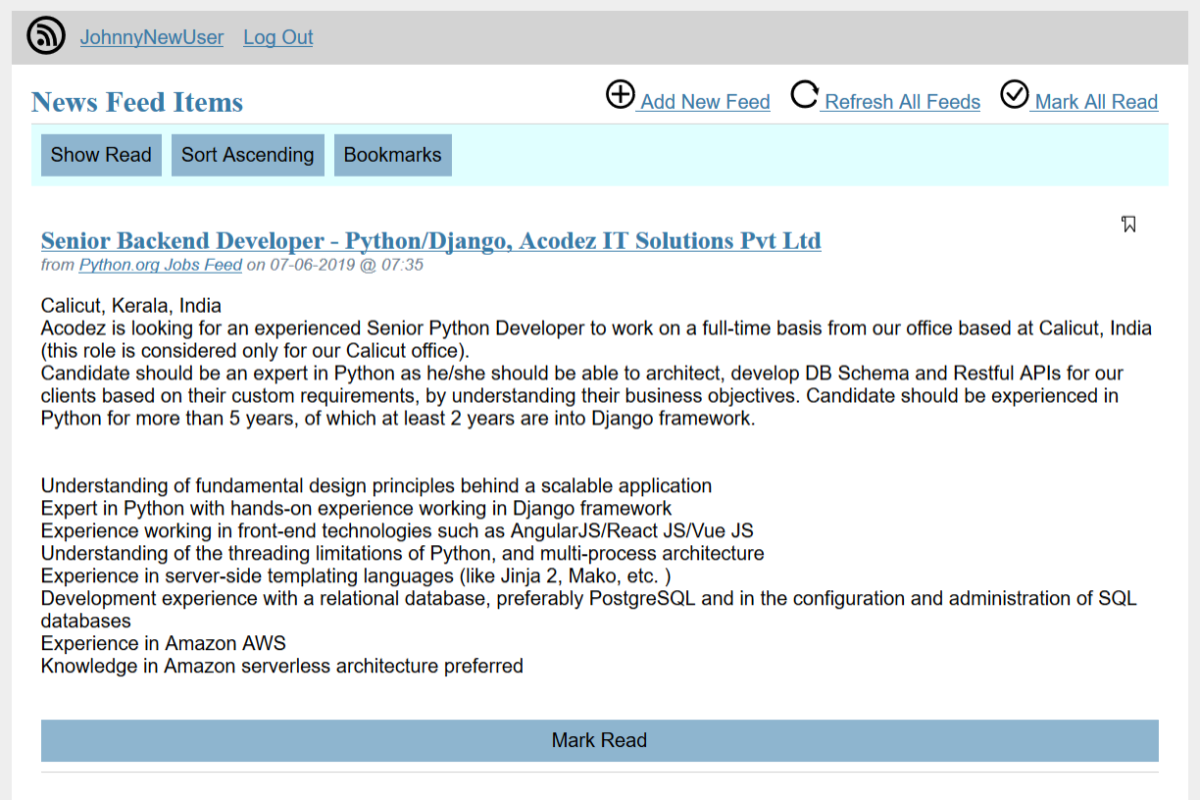 JohnnyNewUser Log Out
News Feed Items
Add New Feed Refresh All Feeds Mark All Read
Show Read Sort Ascending Bookmarks
Senior Backend Developer - Python/Django, Acodez IT Solutions Pvt Ltd
from Python.org Jobs Feed on 07-06-2019 @ 07:35
Calicut, Kerala, India
Acodez is looking for an experienced Senior Python Developer to work on a full-time basis from our office based at Calicut, India
(this role is considered only for our Calicut office).
Candidate should be an expert in Python as he/she should be able to architect, develop DB Schema and Restful APIs for our
clients based on their custom requirements, by understanding their business objectives. Candidate should be experienced in
Python for more than 5 years, of which at least 2 years are into Django framework.
Understanding of fundamental design principles behind a scalable application
Expert in Python with hands-on experience working in Django framework
Experience working in front-end technologies such as AngularJS/React JS/Vue JS
Understanding of the threading limitations of Python, and multi-process architecture
Experience in server-side templating languages (like Jinja 2, Mako, etc. )
Development experience with a relational database, preferably PostgreSQL and in the configuration and administration of SQL
databases
Experience in Amazon AWS
Knowledge in Amazon serverless architecture preferred
Mark Read